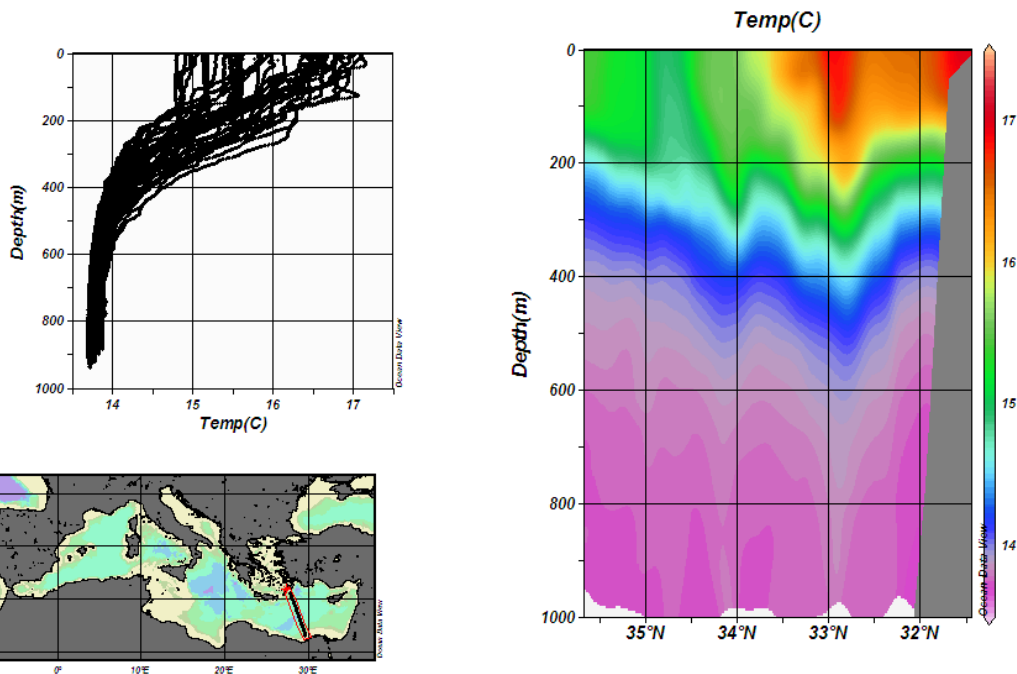 0
200
400
600
800
1000
Depth(m)
14
15
16
17
Temp(C)
Ocean Data View
0°
10°E
20°E
30°E
Ocean Data View
Temp(C)
0
200
400
600
800
1000
Depth(m)
35°N
34°N
33°N
32°N
17
16
15
14
Ocean Data View